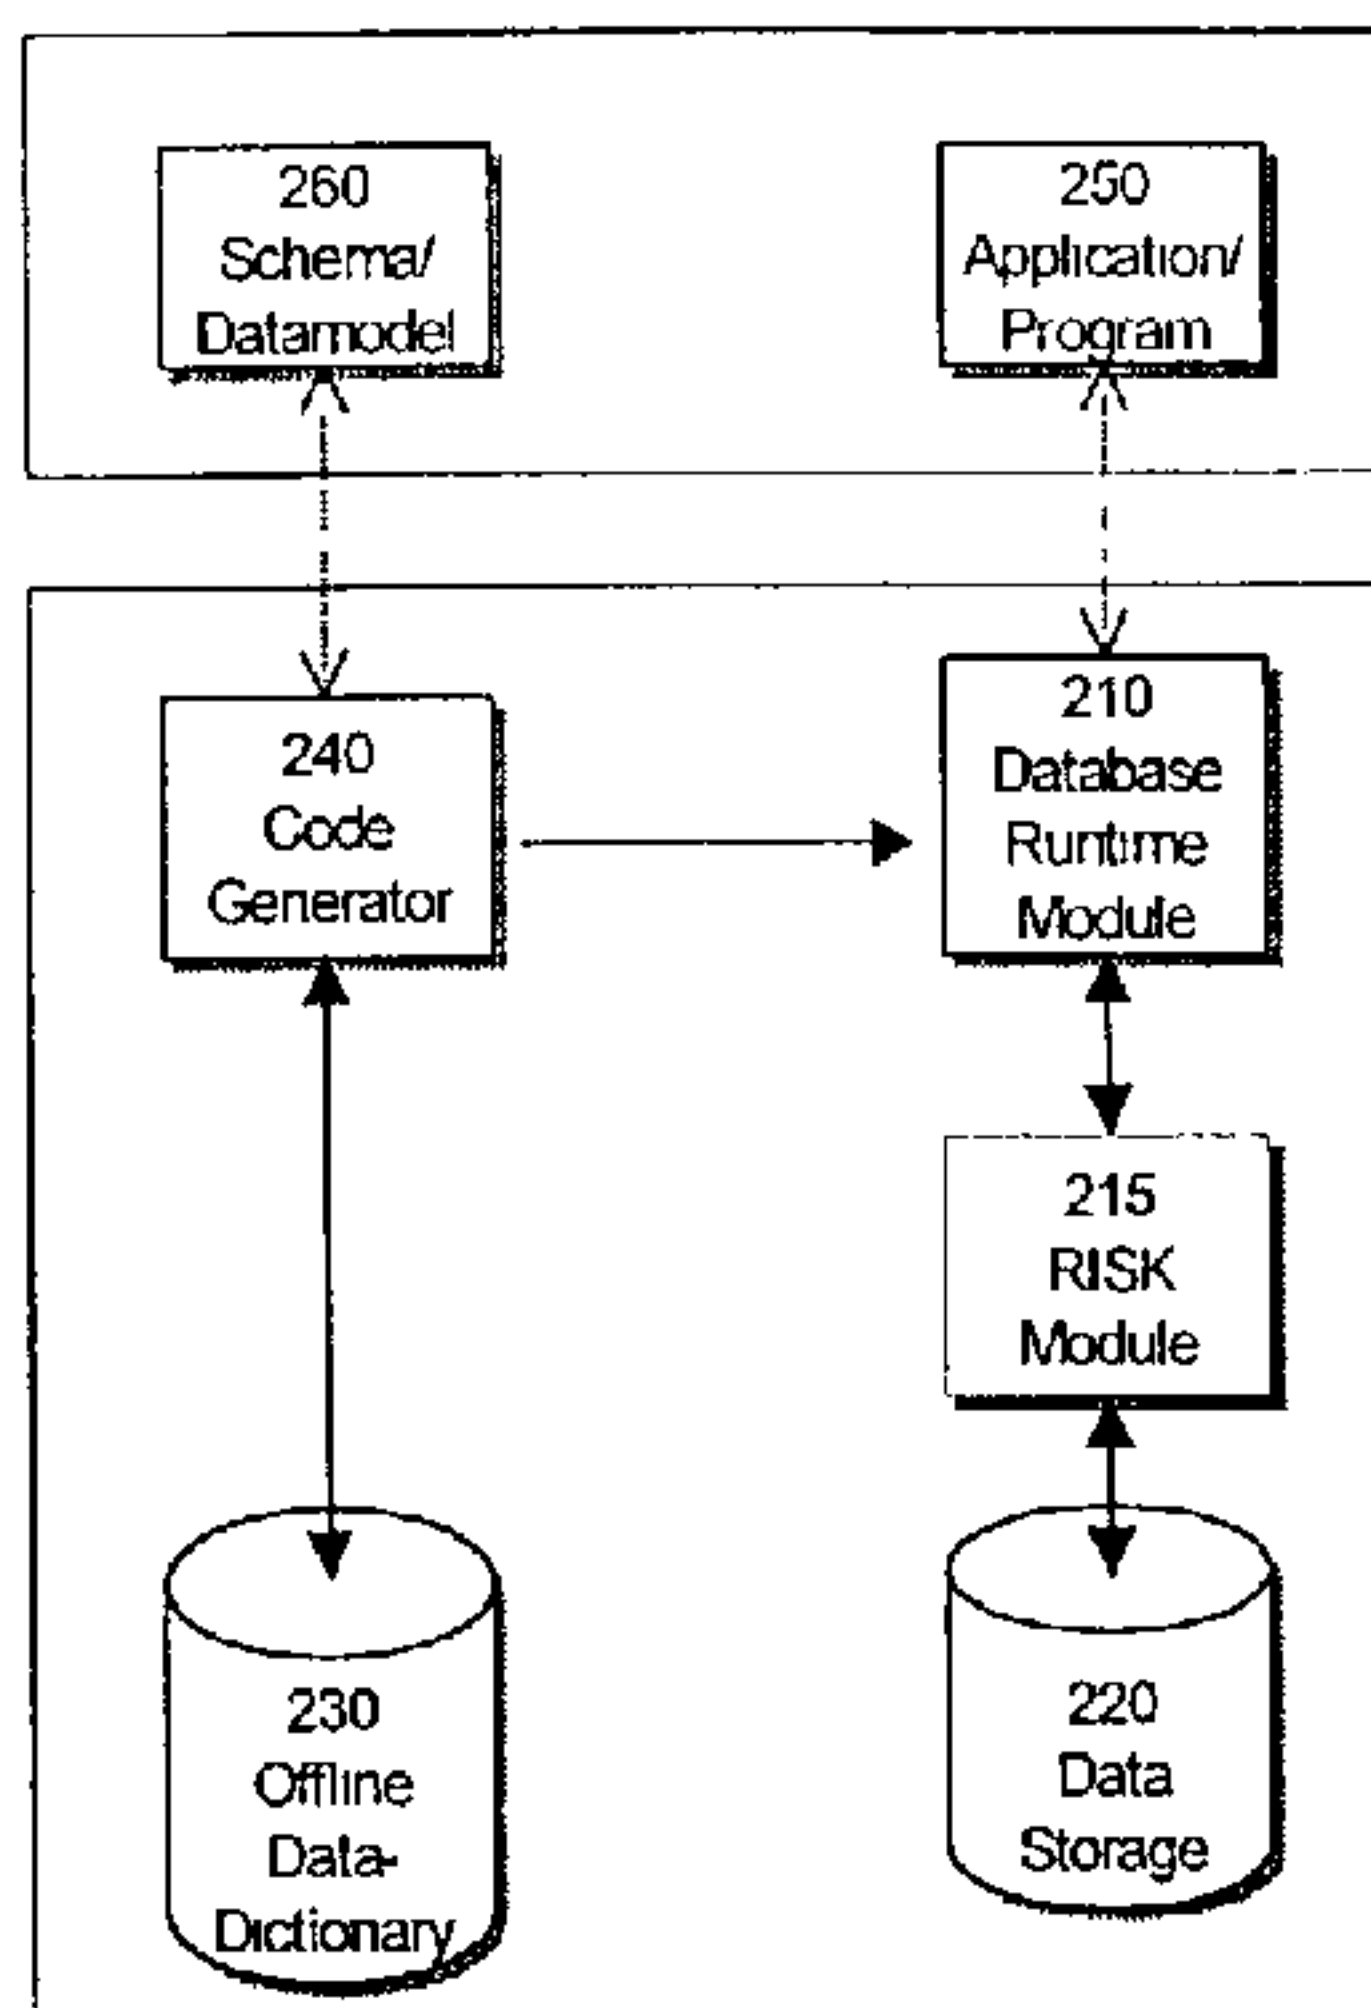 260
Schema/
Datamodel
250
Application/
Program
240
Code
Generator
210
Database
Runtime
Module
215
RISK
Module
230
Offline
Data-
Dictionary
220
Data
Storage